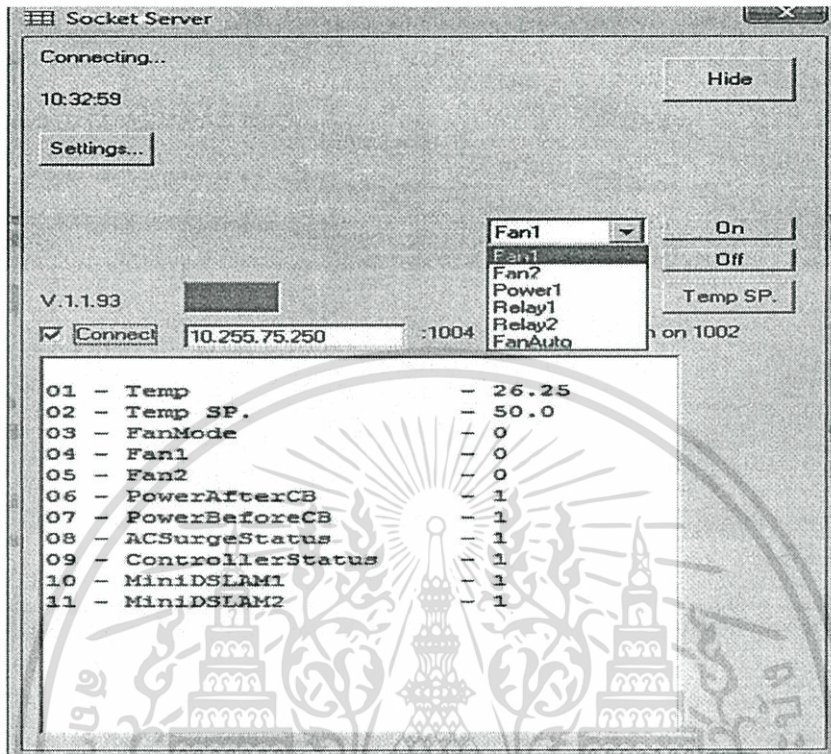 Socket Server
Connecting...
Hide
10:32:59
Settings...
Fan1
On
Fan1
Off
Fan2
Power1
Temp SP.
V.1.1.93
Relay1
Relay2
Connect 10.255.75.250 :1004 FanAuto on 1002
01 - Temp - 26.25
02 - Temp SP. - 50.0
03 - FanMode - 0
04 - Fan1 - 0
05 - Fan2 - 0
06 - PowerAfterCB - 1
07 - PowerBeforeCB - 1
08 - ACSurgeStatus - 1
09 - ControllerStatus - 1
10 - MiniDSLAM1 - 1
11 - MiniDSLAM2 - 1